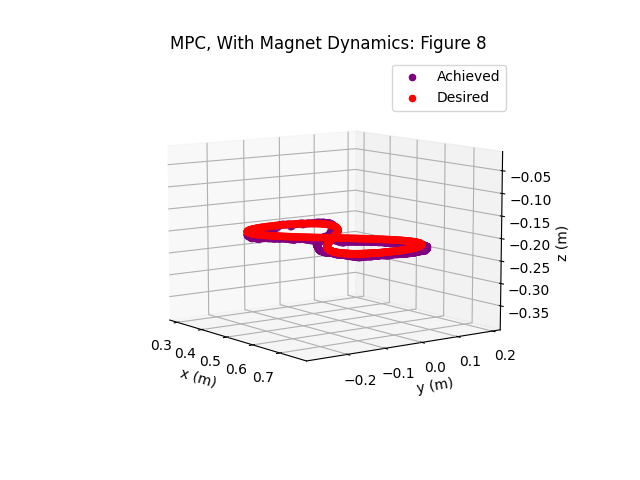 MPC, With Magnet Dynamics: Figure 8
Achieved
Desired
−0.05
−0.10
−0.15
−0.20
−0.25
−0.30
−0.35
z (m)
0.3
0.4
0.5
0.6
0.7
x (m)
−0.2
−0.1
0.0
0.1
0.2
y (m)